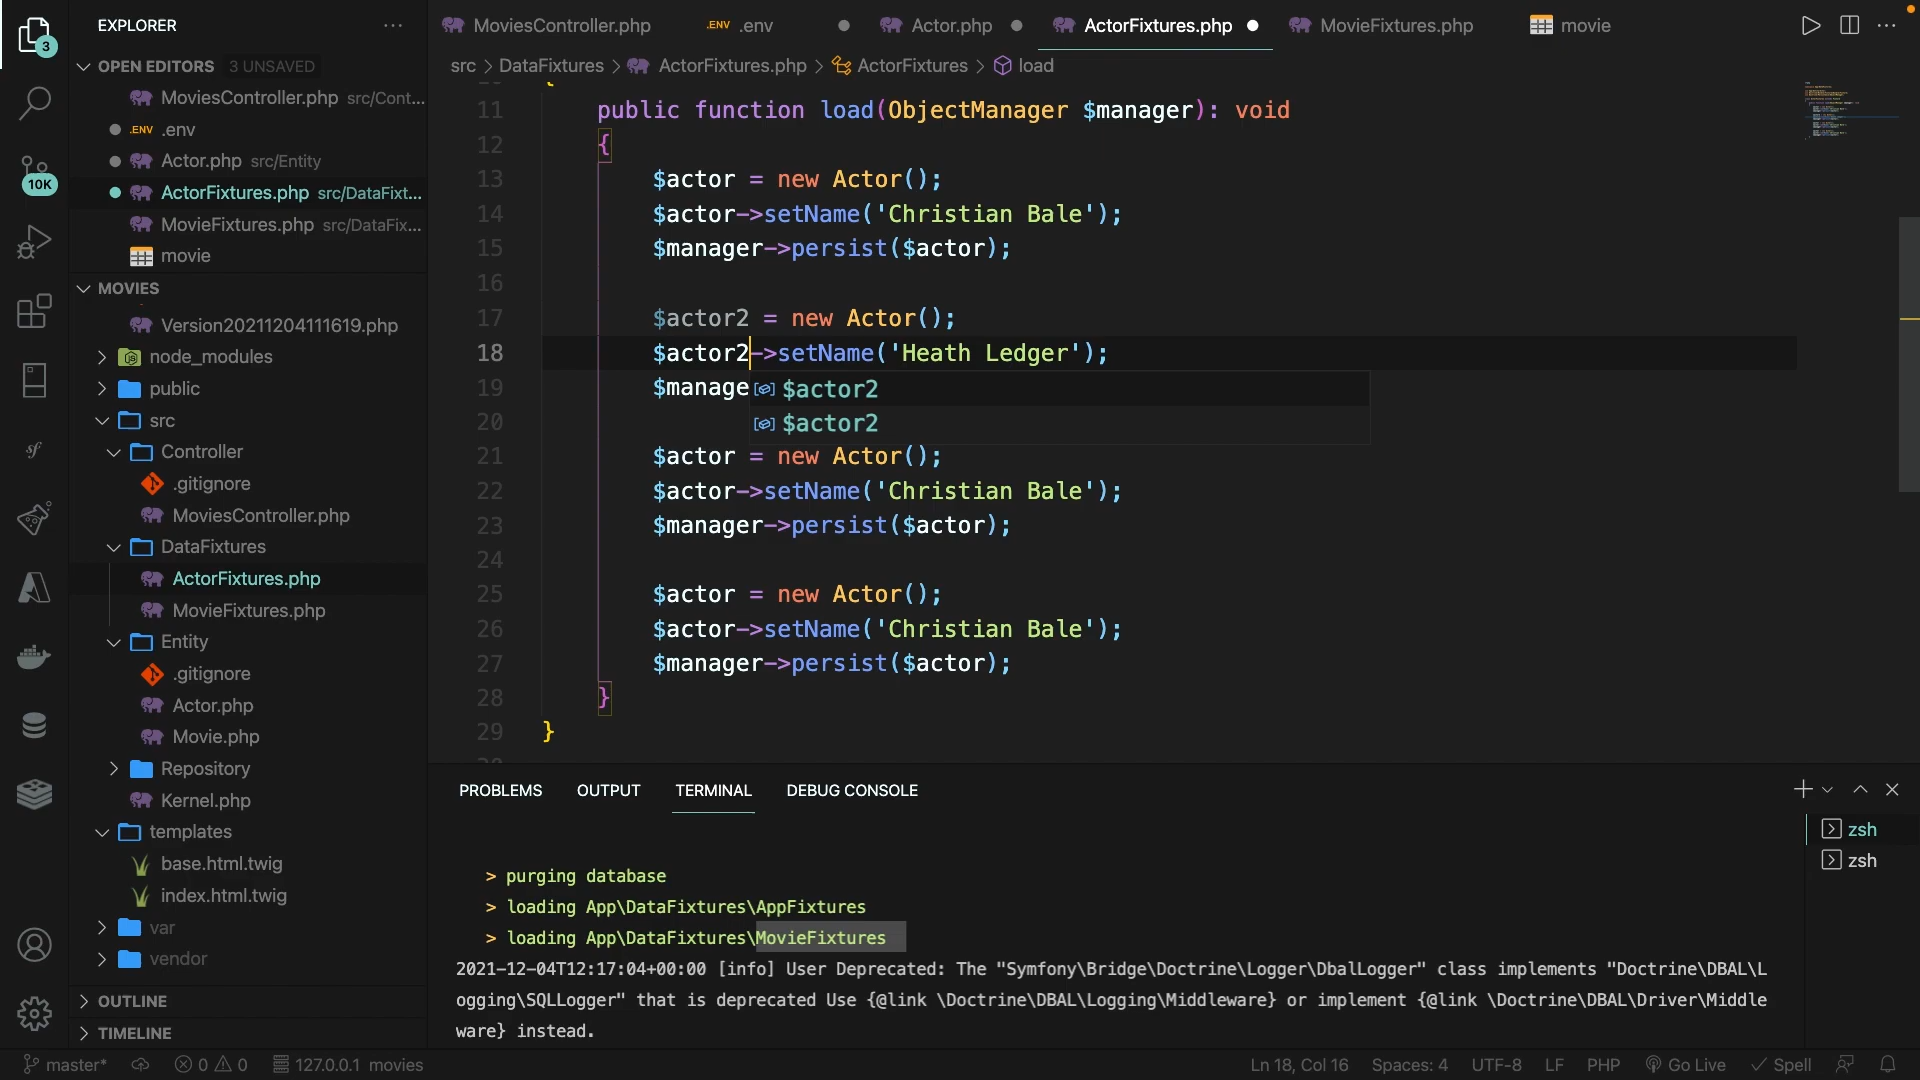 EXPLORER
OPEN EDITORS 3 UNSAVED
MoviesController.php src/Cont...
.ENV .env
Actor.php src/Entity
ActorFixtures.php src/DataFixt...
MovieFixtures.php src/DataFix...
movie
MOVIES
Version20211204111619.php
node_modules
public
src
Controller
.gitignore
MoviesController.php
DataFixtures
ActorFixtures.php
MovieFixtures.php
Entity
.gitignore
Actor.php
Movie.php
Repository
Kernel.php
templates
base.html.twig
index.html.twig
var
vendor
OUTLINE
TIMELINE
3
10K
MoviesController.php .ENV .env Actor.php ActorFixtures.php MovieFixtures.php movie
src > DataFixtures > ActorFixtures.php > ActorFixtures > load
11 public function load(ObjectManager $manager): void
12 {
13 $actor = new Actor();
14 $actor->setName('Christian Bale');
15 $manager->persist($actor);
16
17 $actor2 = new Actor();
18 $actor2->setName('Heath Ledger');
19 $manage
$actor2
$actor2
20
21 $actor = new Actor();
22 $actor->setName('Christian Bale');
23 $manager->persist($actor);
24
25 $actor = new Actor();
26 $actor->setName('Christian Bale');
27 $manager->persist($actor);
28 }
29 }
PROBLEMS OUTPUT TERMINAL DEBUG CONSOLE
zsh
zsh
> purging database
> loading App\DataFixtures\AppFixtures
> loading App\DataFixtures\MovieFixtures
2021-12-04T12:17:04+00:00 [info] User Deprecated: The "Symfony\Bridge\Doctrine\Logger\DbalLogger" class implements "Doctrine\DBAL\L
ogging\SQLLogger" that is deprecated Use {@link \Doctrine\DBAL\Logging\Middleware} or implement {@link \Doctrine\DBAL\Driver\Middle
ware} instead.
master* 0 0 127.0.0.1 movies Ln 18, Col 16 Spaces: 4 UTF-8 LF PHP Go Live Spell